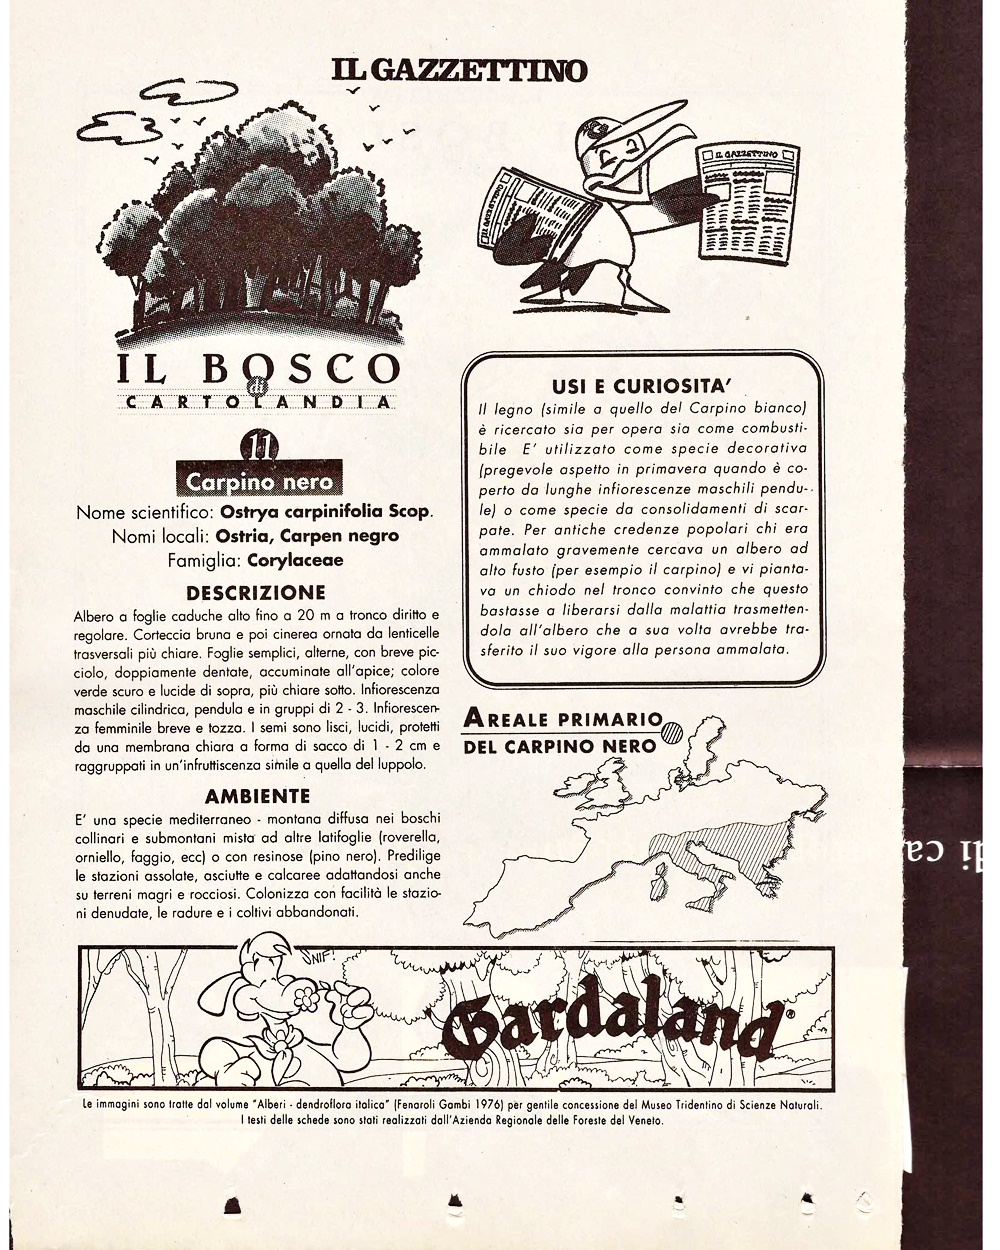 IL GAZZETTINO
IL GAZZETTINO
IL GAZZETTINO
IL BOSCO
di
CARTOLANDIA
11
Carpino nero
Nome scientifico: Ostrya carpinifolia Scop.
Nomi locali: Ostria, Carpen negro
Famiglia: Corylaceae
DESCRIZIONE
Albero a foglie caduche alto fino a 20 m a tronco diritto e
regolare. Corteccia bruna e poi cinerea ornata da lenticelle
trasversali più chiare. Foglie semplici, alterne, con breve pic-
ciolo, doppiamente dentate, accuminate all'apice; colore
verde scuro e lucide di sopra, più chiare sotto. Infiorescenza
maschile cilindrica, pendula e in gruppi di 2 - 3. Infiorescen-
za femminile breve e tozza. I semi sono lisci, lucidi, protetti
da una membrana chiara a forma di sacco di 1 - 2 cm e
raggruppati in un'infruttiscenza simile a quella del luppolo.
AMBIENTE
E' una specie mediterraneo - montana diffusa nei boschi
collinari e submontani mista ad altre latifoglie (roverella,
orniello, faggio, ecc) o con resinose (pino nero). Predilige
le stazioni assolate, asciutte e calcaree adattandosi anche
su terreni magri e rocciosi. Colonizza con facilità le stazio-
ni denudate, le radure e i coltivi abbandonati.
USI E CURIOSITA'
Il legno (simile a quello del Carpino bianco)
è ricercato sia per opera sia come combusti-
bile E' utilizzato come specie decorativa
(pregevole aspetto in primavera quando è co-
perto da lunghe infiorescenze maschili pendu-
le) o come specie da consolidamenti di scar-
pate. Per antiche credenze popolari chi era
ammalato gravemente cercava un albero ad
alto fusto (per esempio il carpino) e vi pianta-
va un chiodo nel tronco convinto che questo
bastasse a liberarsi dalla malattia trasmetten-
dola all'albero che a sua volta avrebbe tra-
sferito il suo vigore alla persona ammalata.
AREALE PRIMARIO
DEL CARPINO NERO
SNIF!
Gardaland®
Le immagini sono tratte dal volume "Alberi - dendroflora italica" (Fenaroli Gambi 1976) per gentile concessione del Museo Tridentino di Scienze Naturali.
I testi delle schede sono stati realizzati dall'Azienda Regionale delle Foreste del Veneto.